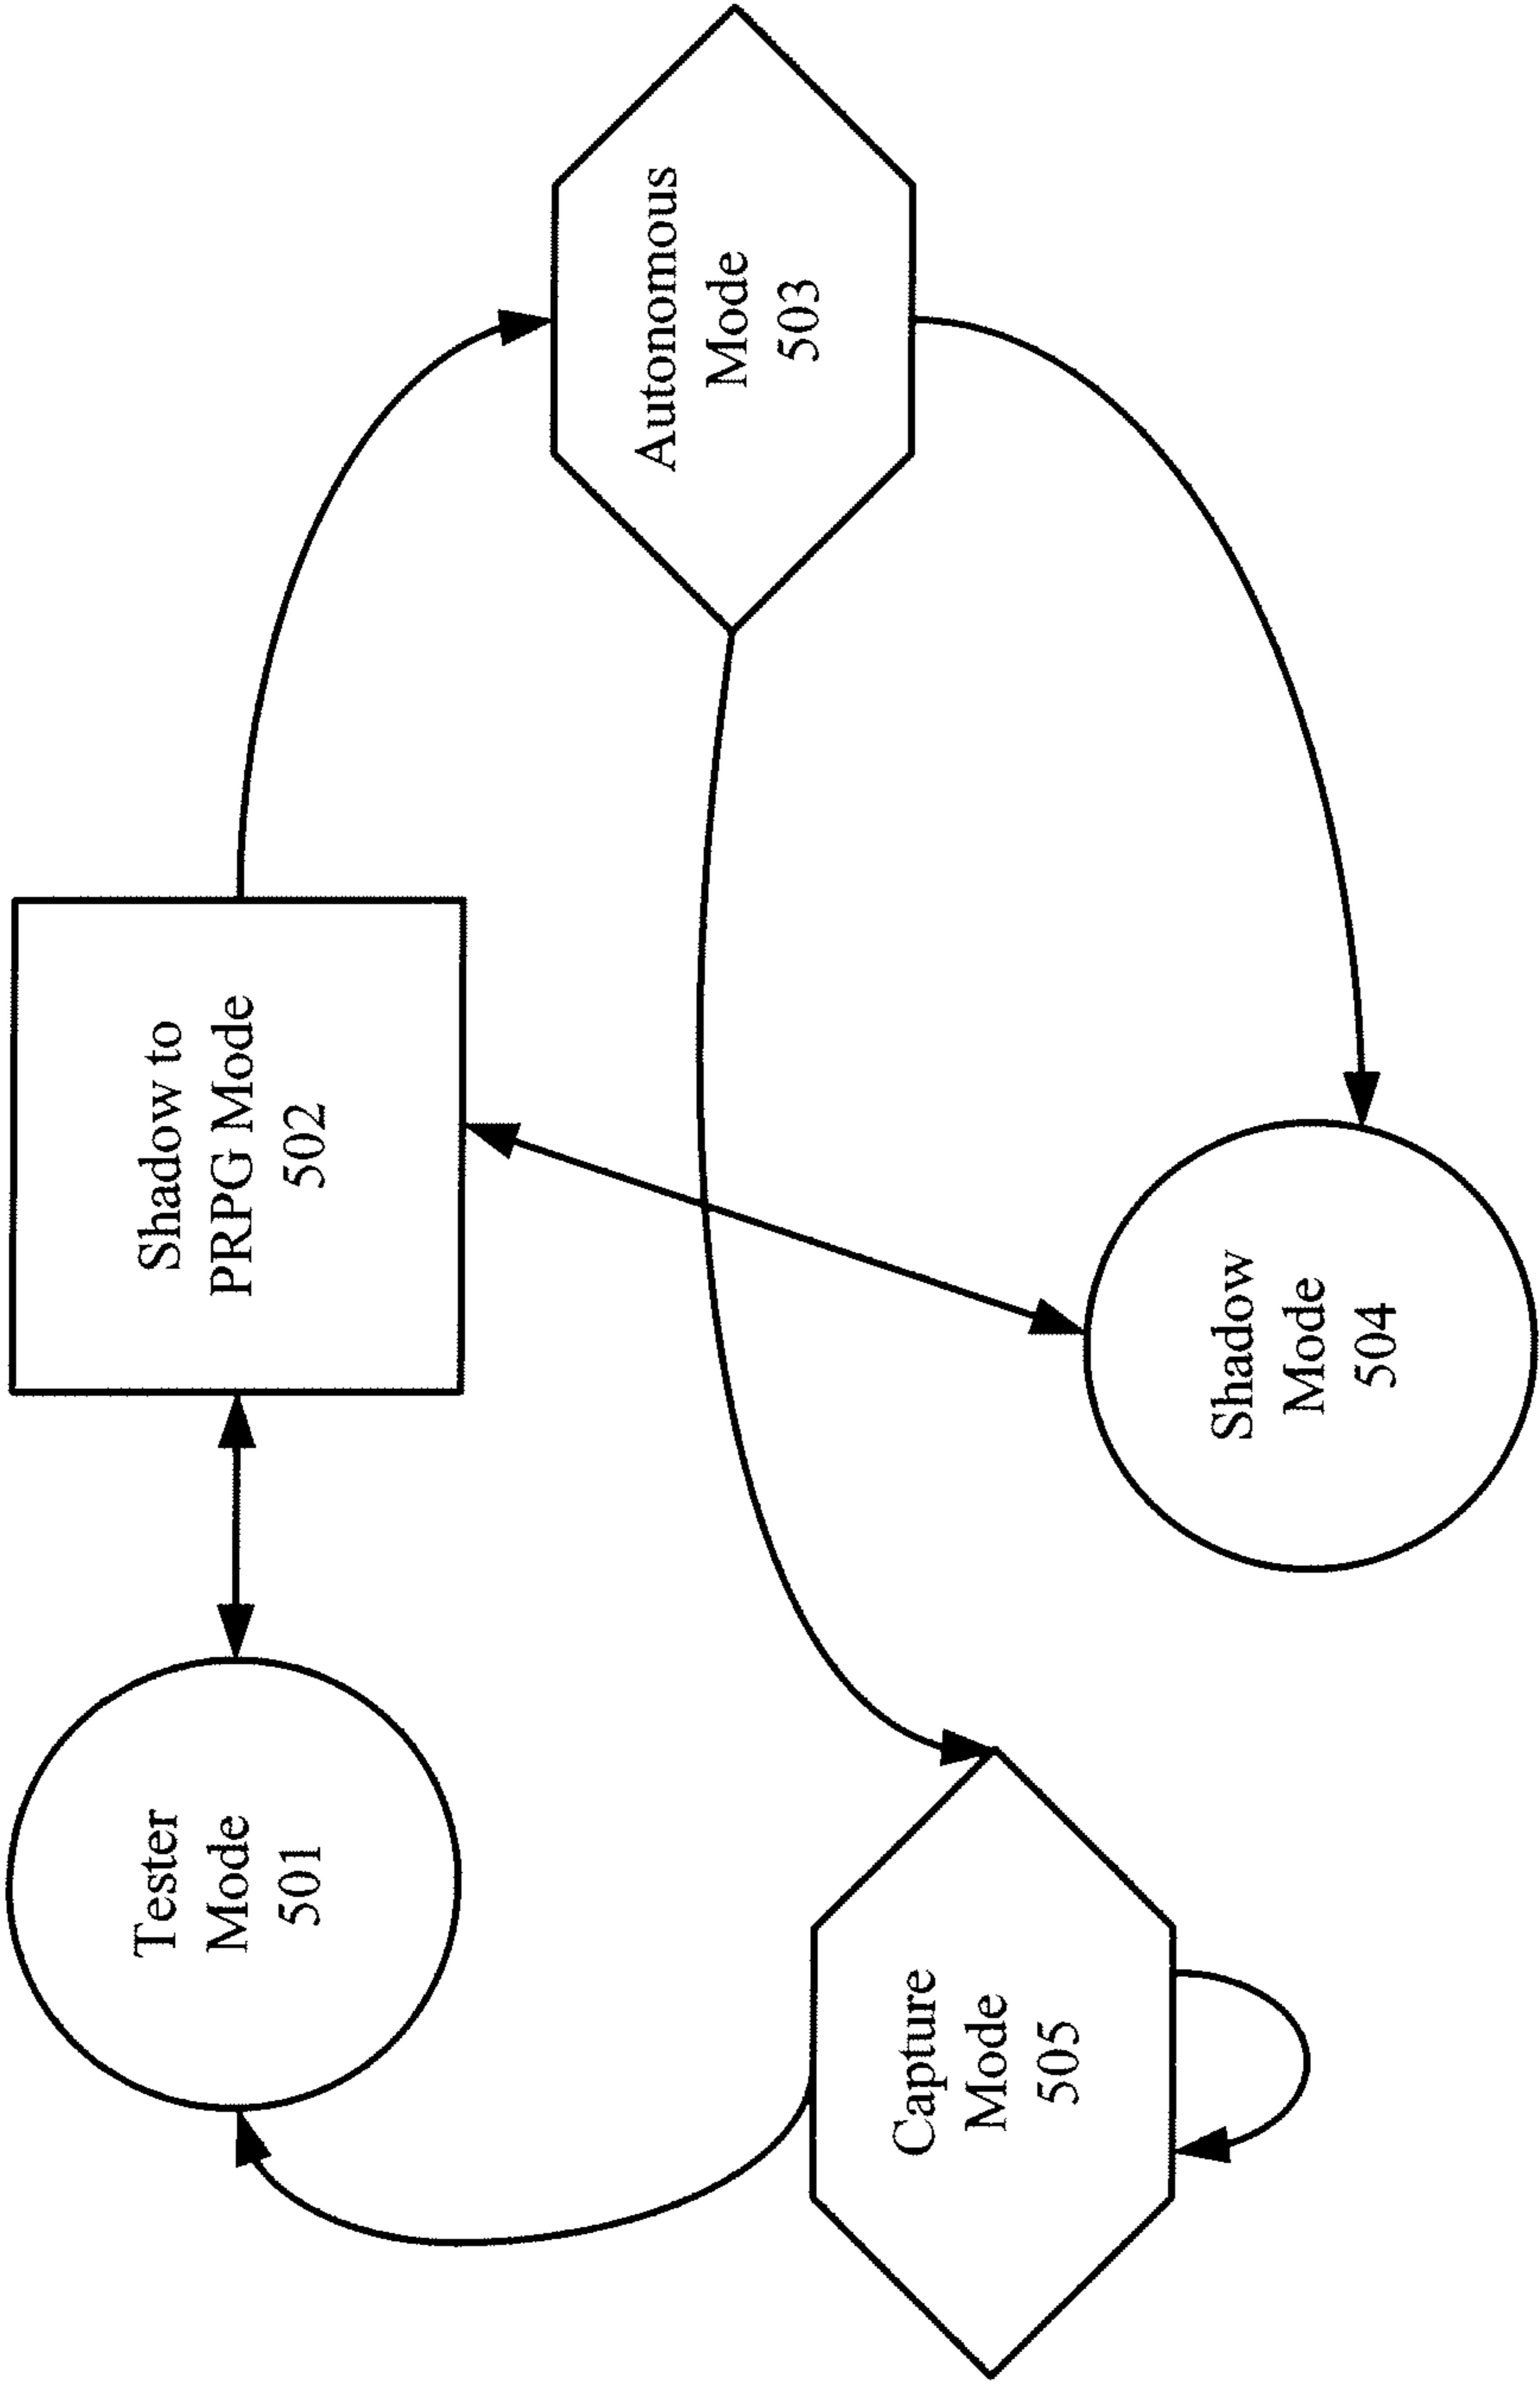 Tester
Mode
501
Shadow to
PRPG Mode
502
Autonomous
Mode
503
Capture
Mode
505
Shadow
Mode
504